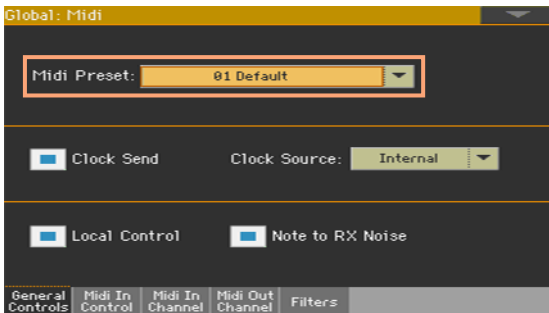 Global: Midi
Midi Preset: 01 Default
Clock Send Clock Source: Internal
Local Control Note to RX Noise
General Controls Midi In Control Midi In Channel Midi Out Channel Filters